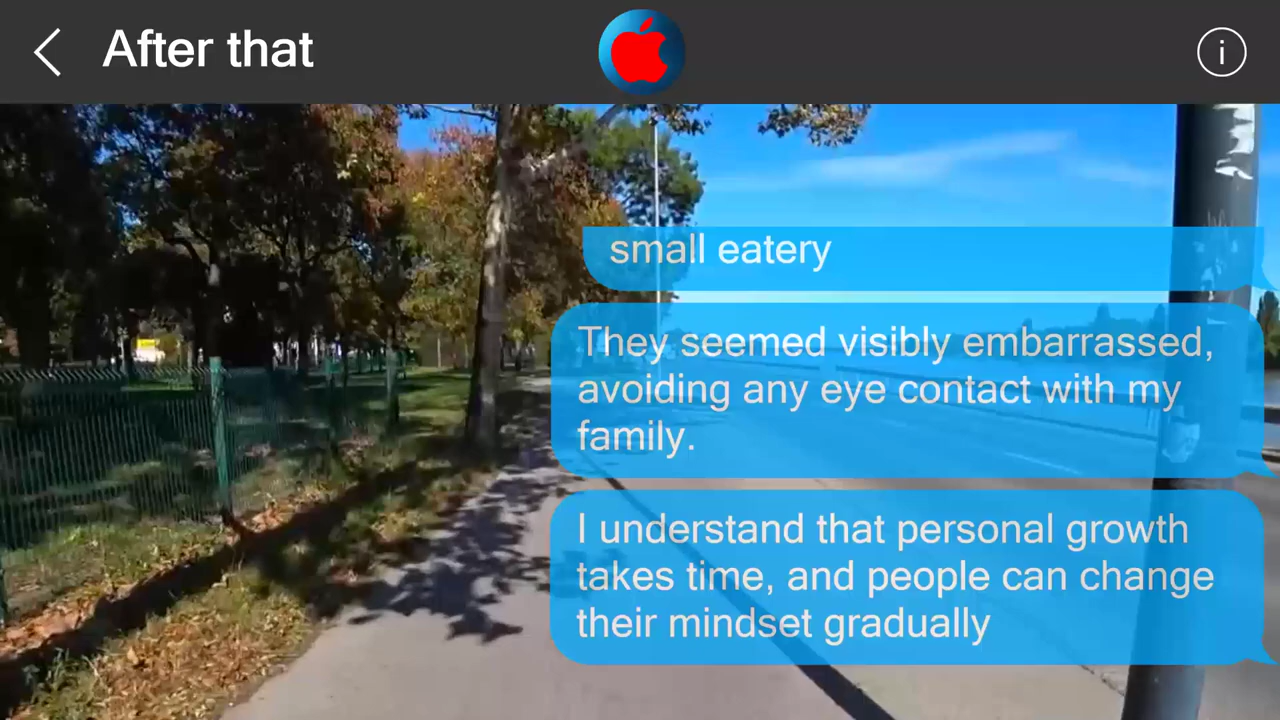 After that
i
small eatery
They seemed visibly embarrassed,
avoiding any eye contact with my
family.
I understand that personal growth
takes time, and people can change
their mindset gradually